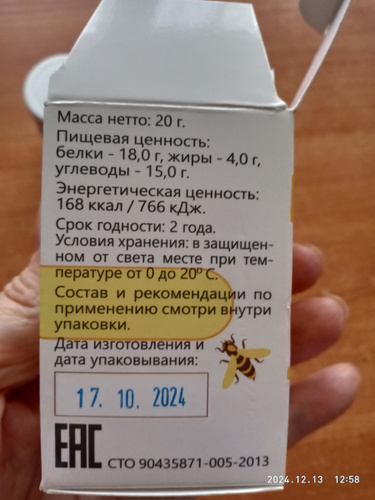 Масса нетто: 20 г.
Пищевая ценность:
белки - 18,0 г, жиры - 4,0 г,
углеводы - 15,0 г.
Энергетическая ценность:
168 ккал / 766 кДж.
Срок годности: 2 года.
Условия хранения: в защищен-
ном от света месте при тем-
пературе от 0 до 20º С.
Состав и рекомендации по
применению смотри внутри
упаковки.
Дата изготовления и
дата упаковывания:
17. 10. 2024
EAC
СТО 90435871-005-2013
2024.12.13 12:58